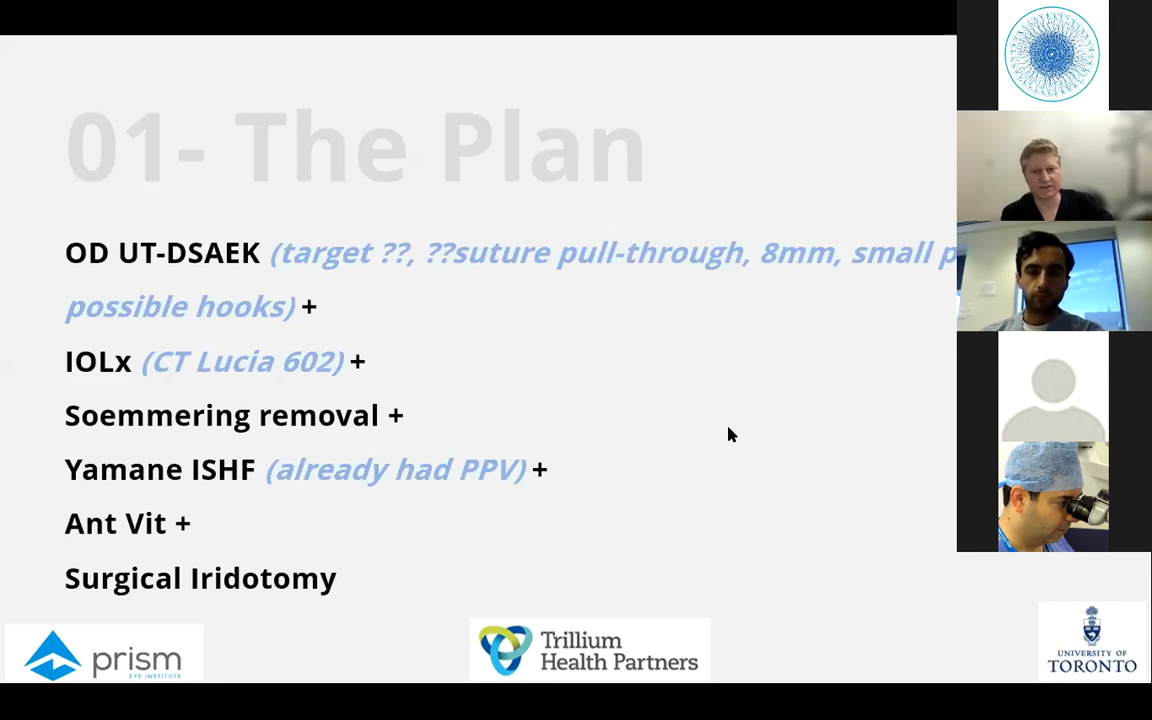 01- The Plan
OD UT-DSAEK (target ??, ??suture pull-through, 8mm, small
possible hooks) +
IOLx (CT Lucia 602) +
Soemmering removal +
Yamane ISHF (already had PPV) +
Ant Vit +
Surgical Iridotomy
prism
EYE INSTITUTE
Trillium
Health Partners
UNIVERSITY OF
TORONTO